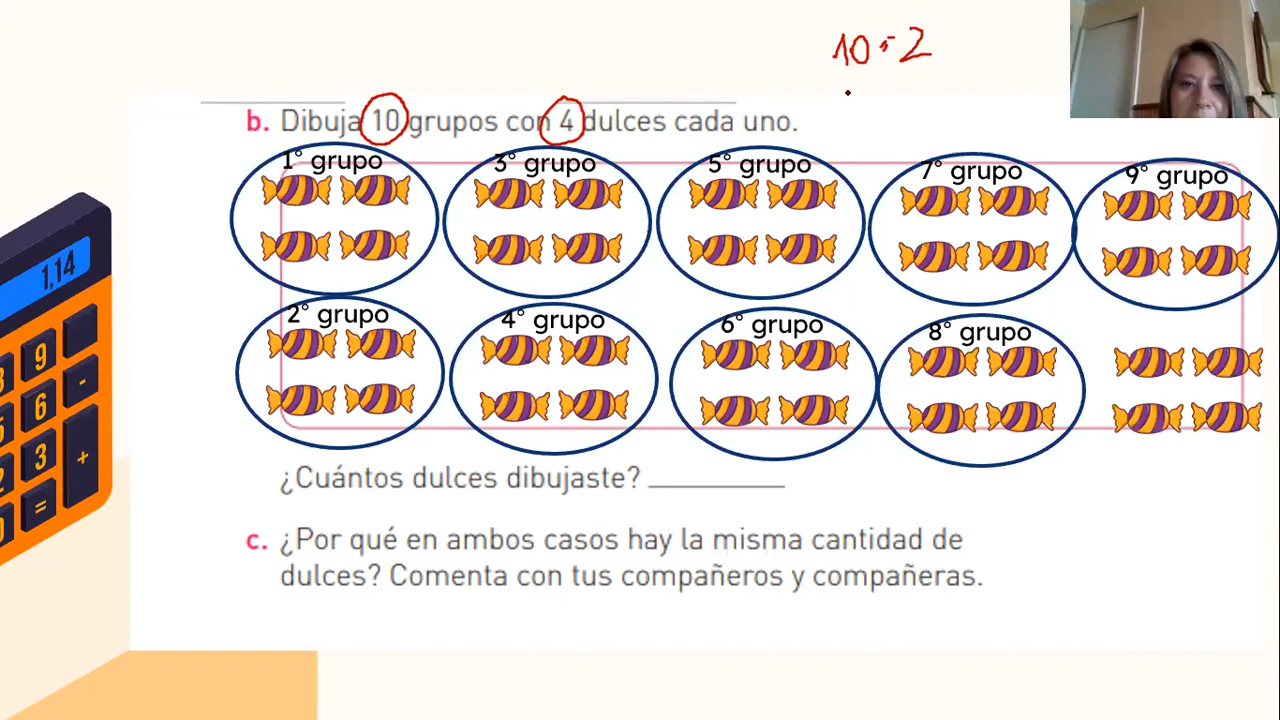 10 · 2
b. Dibuja 10 grupos con 4 dulces cada uno.
1° grupo 3° grupo 5° grupo 7° grupo 9° grupo
2° grupo 4° grupo 6° grupo 8° grupo
1,14
9
-
6
3
+
=
¿Cuántos dulces dibujaste? __________
c. ¿Por qué en ambos casos hay la misma cantidad de
dulces? Comenta con tus compañeros y compañeras.